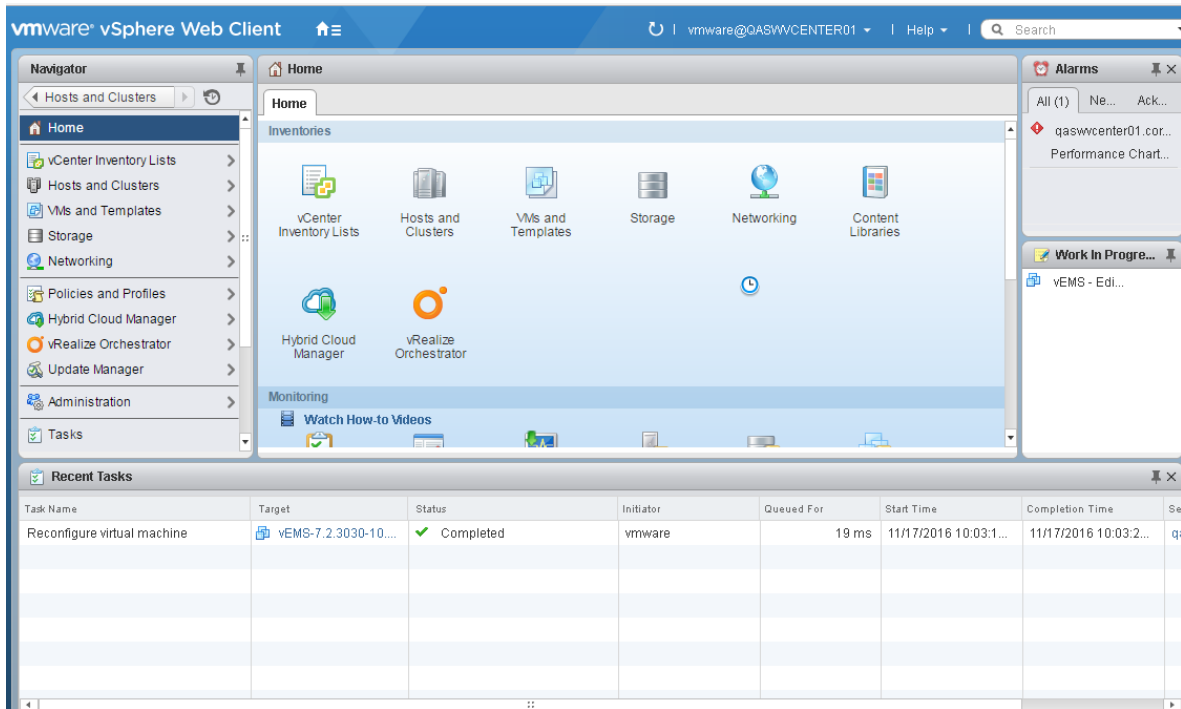 vmware® vSphere Web Client
vmware@QASWVCENTER01
Help
Search
Navigator
Hosts and Clusters
Home
vCenter Inventory Lists
Hosts and Clusters
VMs and Templates
Storage
Networking
Policies and Profiles
Hybrid Cloud Manager
vRealize Orchestrator
Update Manager
Administration
Tasks
Home
Home
Inventories
vCenter
Inventory Lists
Hosts and
Clusters
VMs and
Templates
Storage
Networking
Content
Libraries
Hybrid Cloud
Manager
vRealize
Orchestrator
Monitoring
Watch How-to Videos
Alarms
All (1) Ne... Ack...
qaswvcenter01.cor...
Performance Chart...
Work In Progre...
vEMS - Edi...
Recent Tasks
Task Name Target Status Initiator Queued For Start Time Completion Time Se
Reconfigure virtual machine vEMS-7.2.3030-10.... Completed vmware 19 ms 11/17/2016 10:03:1... 11/17/2016 10:03:2... qa